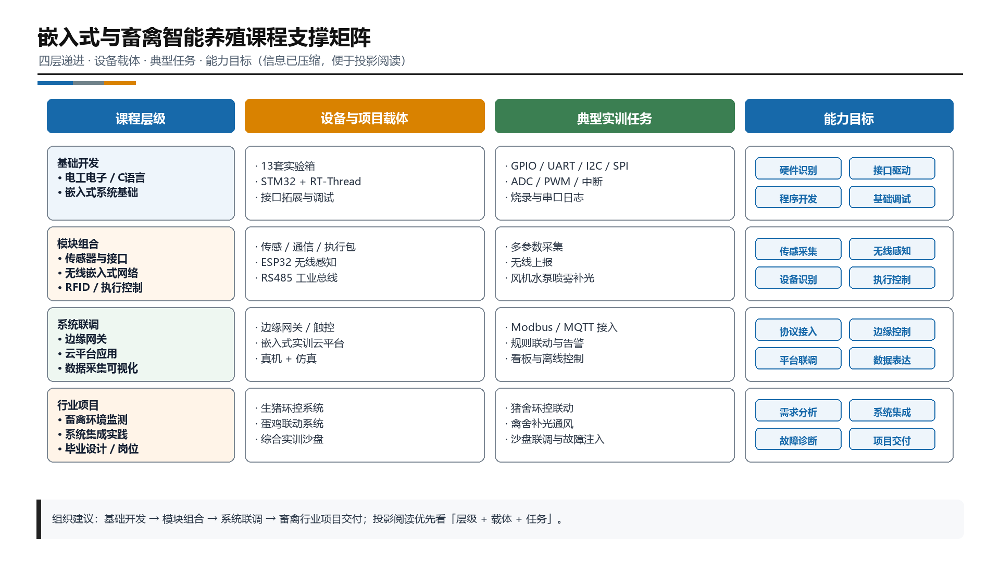 嵌入式与畜禽智能养殖课程支撑矩阵
四层递进 · 设备载体 · 典型任务 · 能力目标（信息已压缩，便于投影阅读）
课程层级
设备与项目载体
典型实训任务
能力目标
基础开发
• 电工电子 / C语言
• 嵌入式系统基础
· 13套实验箱
· STM32 + RT-Thread
· 接口拓展与调试
· GPIO / UART / I2C / SPI
· ADC / PWM / 中断
· 烧录与串口日志
硬件识别
接口驱动
程序开发
基础调试
模块组合
• 传感器与接口
• 无线嵌入式网络
• RFID / 执行控制
· 传感 / 通信 / 执行包
· ESP32 无线感知
· RS485 工业总线
· 多参数采集
· 无线上报
· 风机水泵喷雾补光
传感采集
无线感知
设备识别
执行控制
系统联调
• 边缘网关
• 云平台应用
• 数据采集可视化
· 边缘网关 / 触控
· 嵌入式实训云平台
· 真机 + 仿真
· Modbus / MQTT 接入
· 规则联动与告警
· 看板与离线控制
协议接入
边缘控制
平台联调
数据表达
行业项目
• 畜禽环境监测
• 系统集成实践
• 毕业设计 / 岗位
· 生猪环控系统
· 蛋鸡联动系统
· 综合实训沙盘
· 猪舍环控联动
· 禽舍补光通风
· 沙盘联调与故障注入
需求分析
系统集成
故障诊断
项目交付
组织建议：基础开发 → 模块组合 → 系统联调 → 畜禽行业项目交付；投影阅读优先看「层级 + 载体 + 任务」。